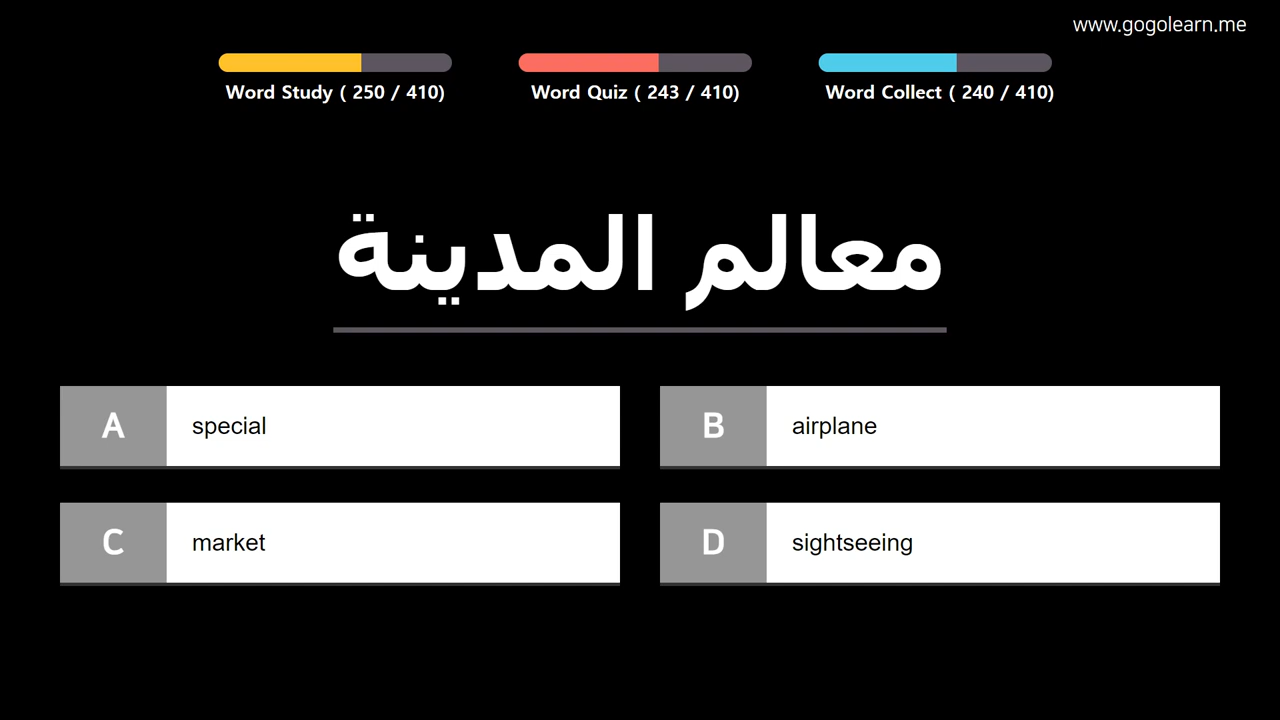 www.gogolearn.me
Word Study ( 250 / 410)
Word Quiz ( 243 / 410)
Word Collect ( 240 / 410)
معالم المدينة
A special
B airplane
C market
D sightseeing